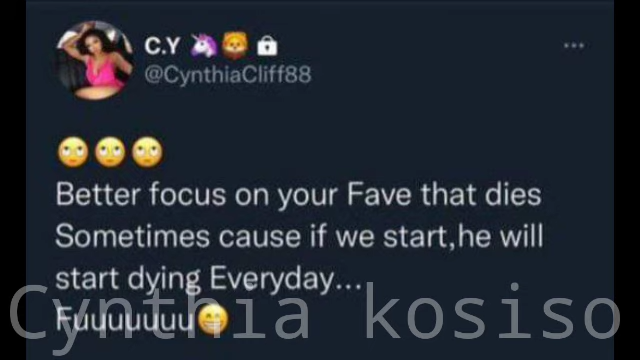 C.Y 🦄🦁🔒
@CynthiaCliff88
🙄🙄🙄
Better focus on your Fave that dies
Sometimes cause if we start,he will
start dying Everyday...
Fuuuuuuu😁
Cynthia kosiso